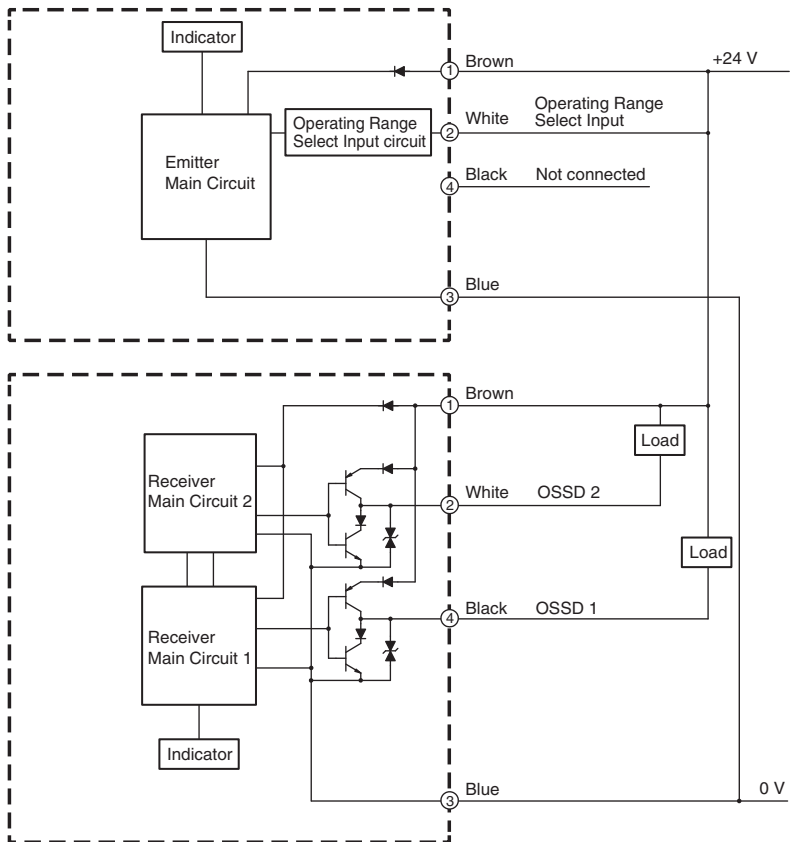 Indicator
Brown
+24 V
1
Operating Range
Select Input circuit
2
White
Operating Range
Select Input
Emitter
Main Circuit
4
Black
Not connected
3
Blue
1
Brown
Load
Receiver
Main Circuit 2
2
White
OSSD 2
Load
Receiver
Main Circuit 1
4
Black
OSSD 1
Indicator
3
Blue
0 V